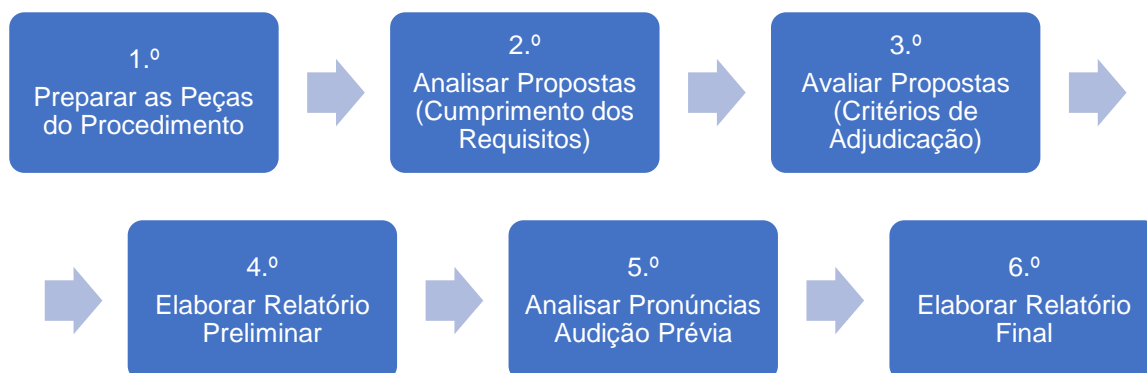 1.º
Preparar as Peças
do Procedimento
2.º
Analisar Propostas
(Cumprimento dos
Requisitos)
3.º
Avaliar Propostas
(Critérios de
Adjudicação)
4.º
Elaborar Relatório
Preliminar
5.º
Analisar Pronúncias
Audição Prévia
6.º
Elaborar Relatório
Final